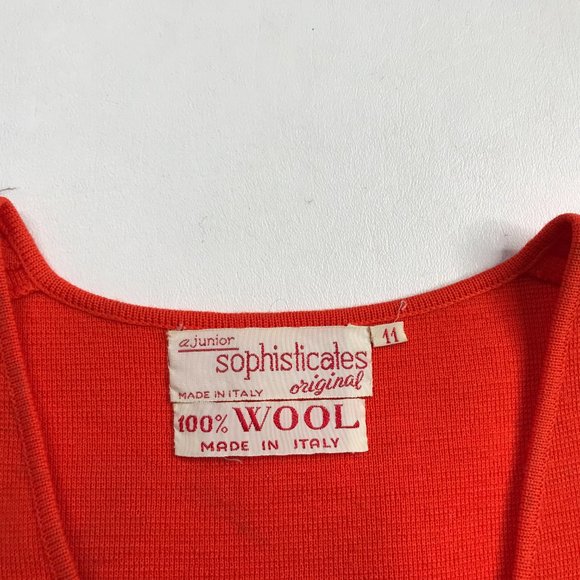 a junior
sophisticates
original
MADE IN ITALY
11
100% WOOL
MADE IN ITALY